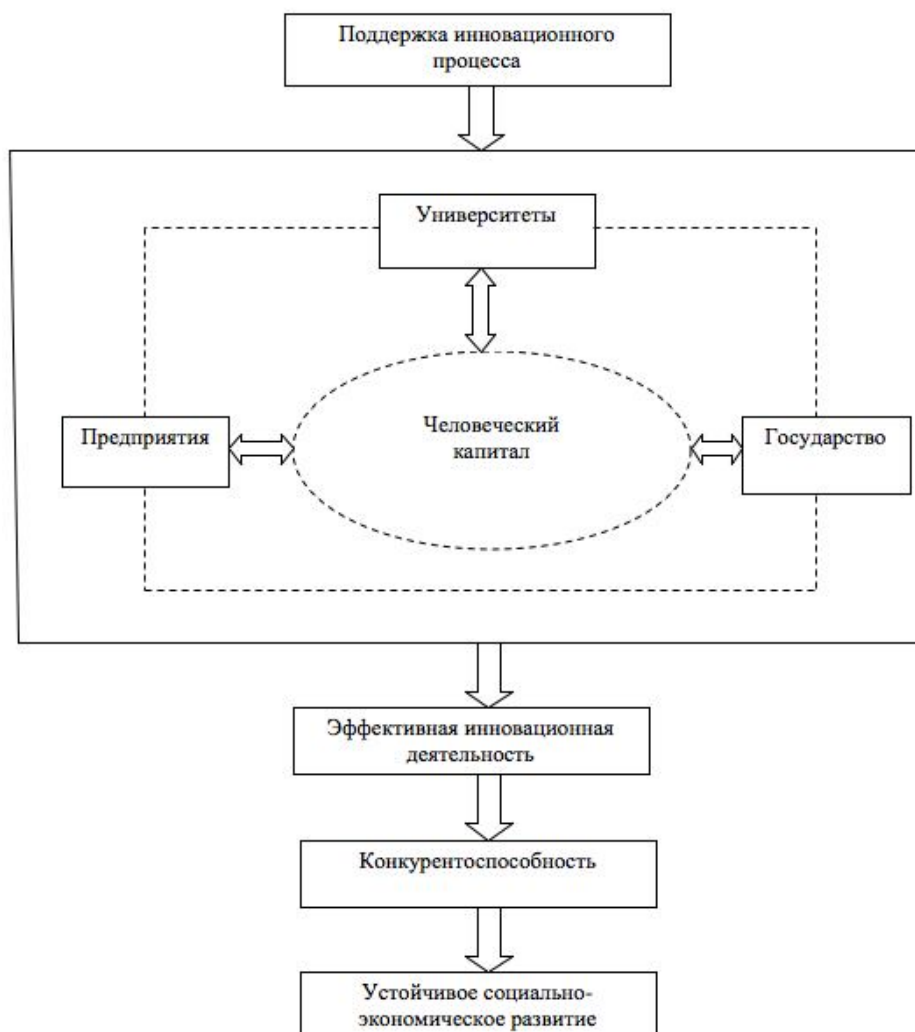 Поддержка инновационного
процесса
Университеты
Предприятия
Человеческий
капитал
Государство
Эффективная инновационная
деятельность
Конкурентоспособность
Устойчивое социально-
экономическое развитие